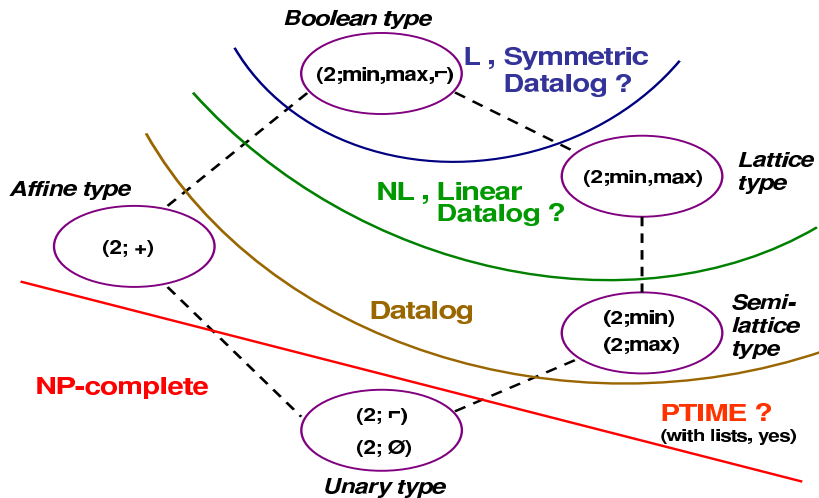 Boolean type
(2;min,max,⌐)
L , Symmetric
Datalog ?
Affine type
(2; +)
(2;min,max)
Lattice
type
NL , Linear
Datalog ?
Datalog
(2;min)
(2;max)
Semi-
lattice
type
NP-complete
(2; ⌐)
(2; Ø)
Unary type
PTIME ?
(with lists, yes)